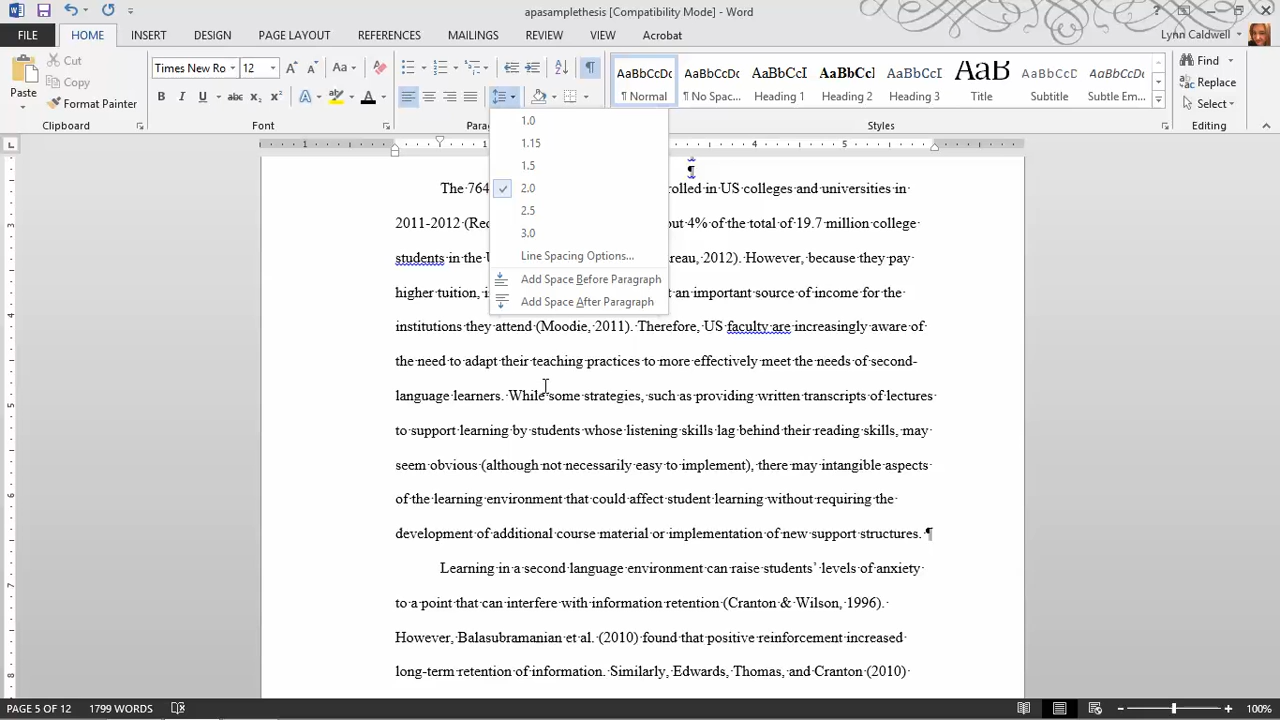 apasamplethesis [Compatibility Mode] - Word
FILE HOME INSERT DESIGN PAGE LAYOUT REFERENCES MAILINGS REVIEW VIEW Acrobat Lynn Caldwell
Cut
Copy
Format Painter
Paste
Clipboard
Times New Ro 12
Font
Parag
AaBbCcDc AaBbCcDc AaBbCcI AaBbCc AaBbCcI AaB AaBbCcDc AaBbCcDc
¶ Normal ¶ No Spac... Heading 1 Heading 2 Heading 3 Title Subtitle Subtle Em...
Styles
Find
Replace
Select
Editing
1.0
1.15
1.5
2.0
2.5
3.0
Line Spacing Options...
Add Space Before Paragraph
Add Space After Paragraph
¶
The 764 rolled in US colleges and universities in
2011-2012 (Red out 4% of the total of 19.7 million college
students in the U reau, 2012). However, because they pay
higher tuition, i t an important source of income for the
institutions they attend (Moodie, 2011). Therefore, US faculty are increasingly aware of
the need to adapt their teaching practices to more effectively meet the needs of second-
language learners. While some strategies, such as providing written transcripts of lectures
to support learning by students whose listening skills lag behind their reading skills, may
seem obvious (although not necessarily easy to implement), there may intangible aspects
of the learning environment that could affect student learning without requiring the
development of additional course material or implementation of new support structures. ¶
Learning in a second language environment can raise students' levels of anxiety
to a point that can interfere with information retention (Cranton & Wilson, 1996).
However, Balasubramanian et al. (2010) found that positive reinforcement increased
long-term retention of information. Similarly, Edwards, Thomas, and Cranton (2010)
PAGE 5 OF 12 1799 WORDS 100%